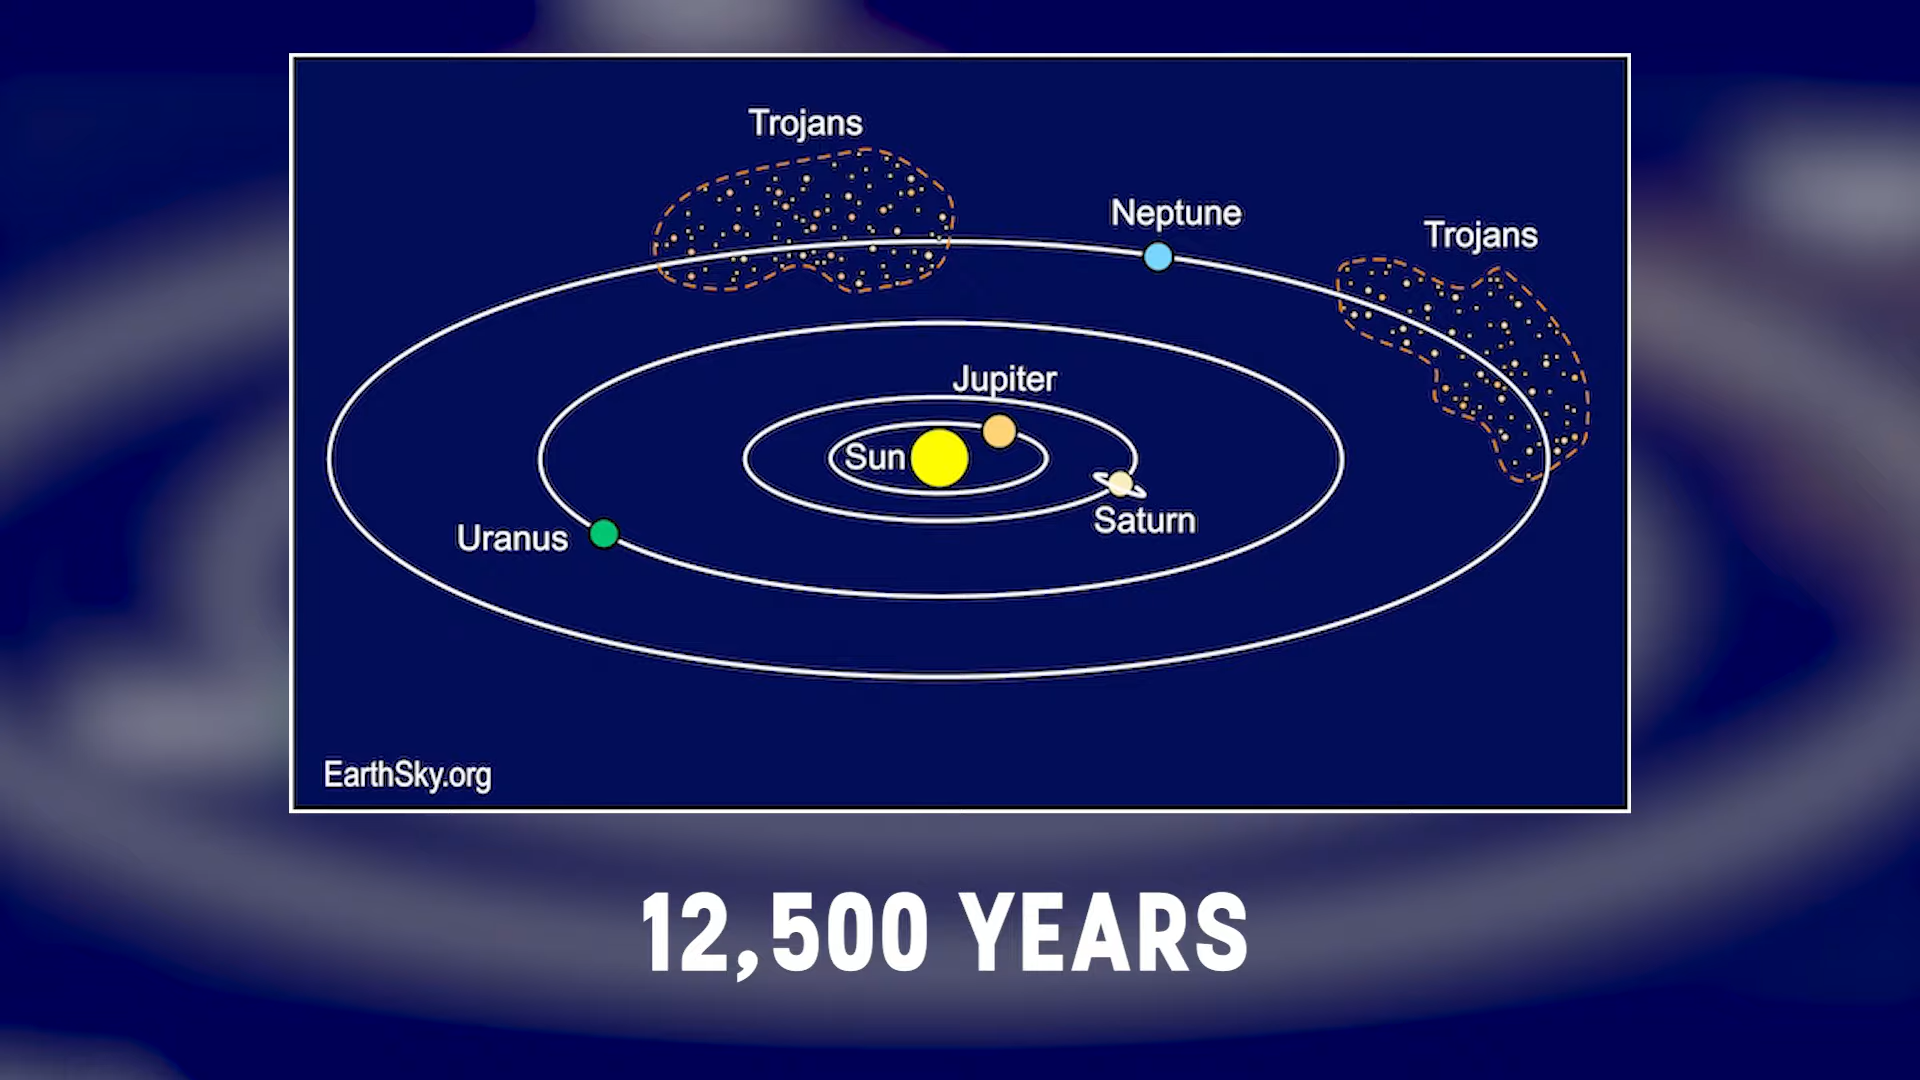 Trojans
Neptune
Trojans
Jupiter
Sun
Saturn
Uranus
EarthSky.org
12,500 YEARS